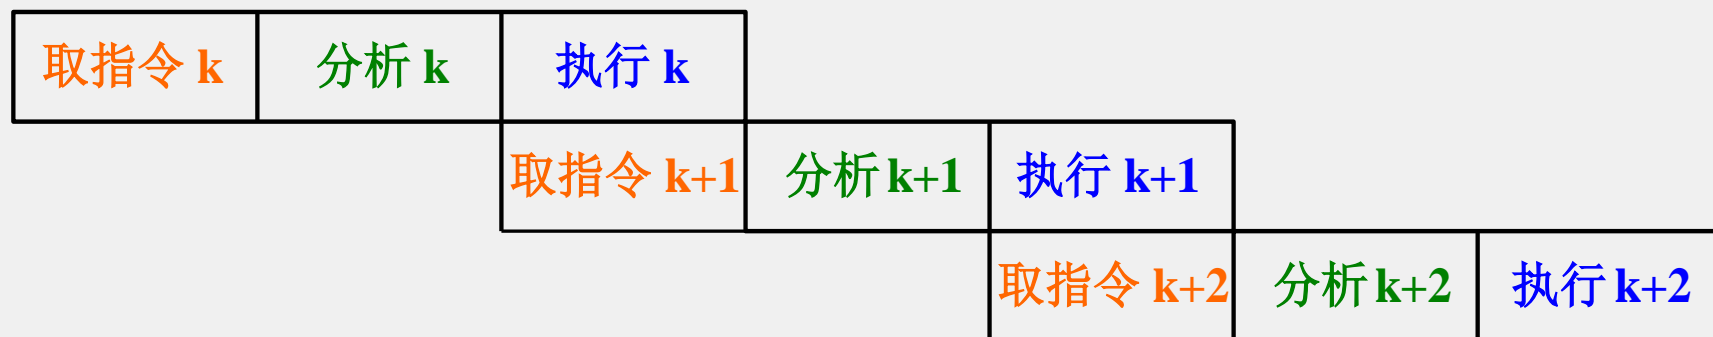 取指令 k 分析 k 执行 k
取指令 k+1 分析 k+1 执行 k+1
取指令 k+2 分析 k+2 执行 k+2